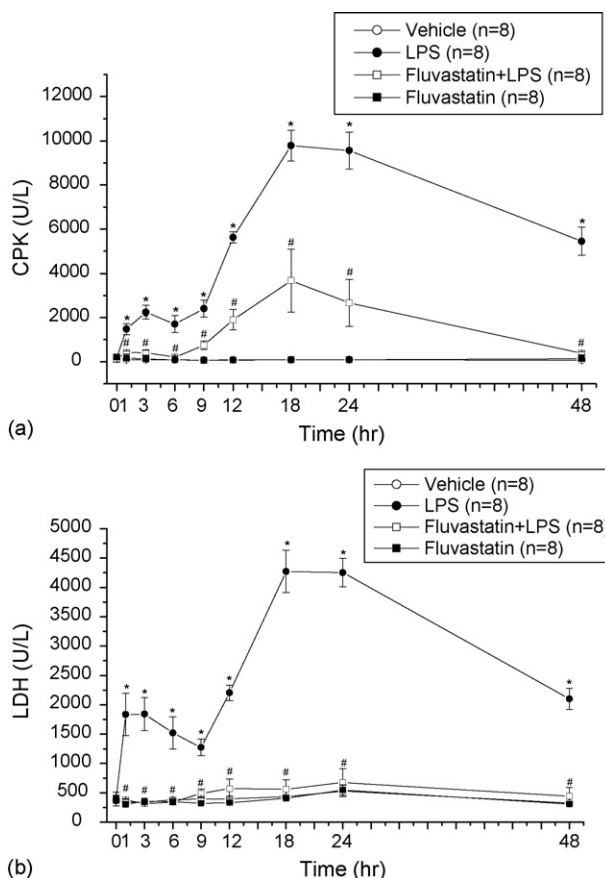 Vehicle (n=8)
LPS (n=8)
Fluvastatin+LPS (n=8)
Fluvastatin (n=8)
12000
10000
8000
6000
4000
2000
0
CPK (U/L)
* * * * * * * *
# # # # # # # #
01 3 6 9 12 18 24 48
Time (hr)
(a)
Vehicle (n=8)
LPS (n=8)
Fluvastatin+LPS (n=8)
Fluvastatin (n=8)
5000
4500
4000
3500
3000
2500
2000
1500
1000
500
0
LDH (U/L)
* * * * * * * *
# # # # # # # #
01 3 6 9 12 18 24 48
Time (hr)
(b)